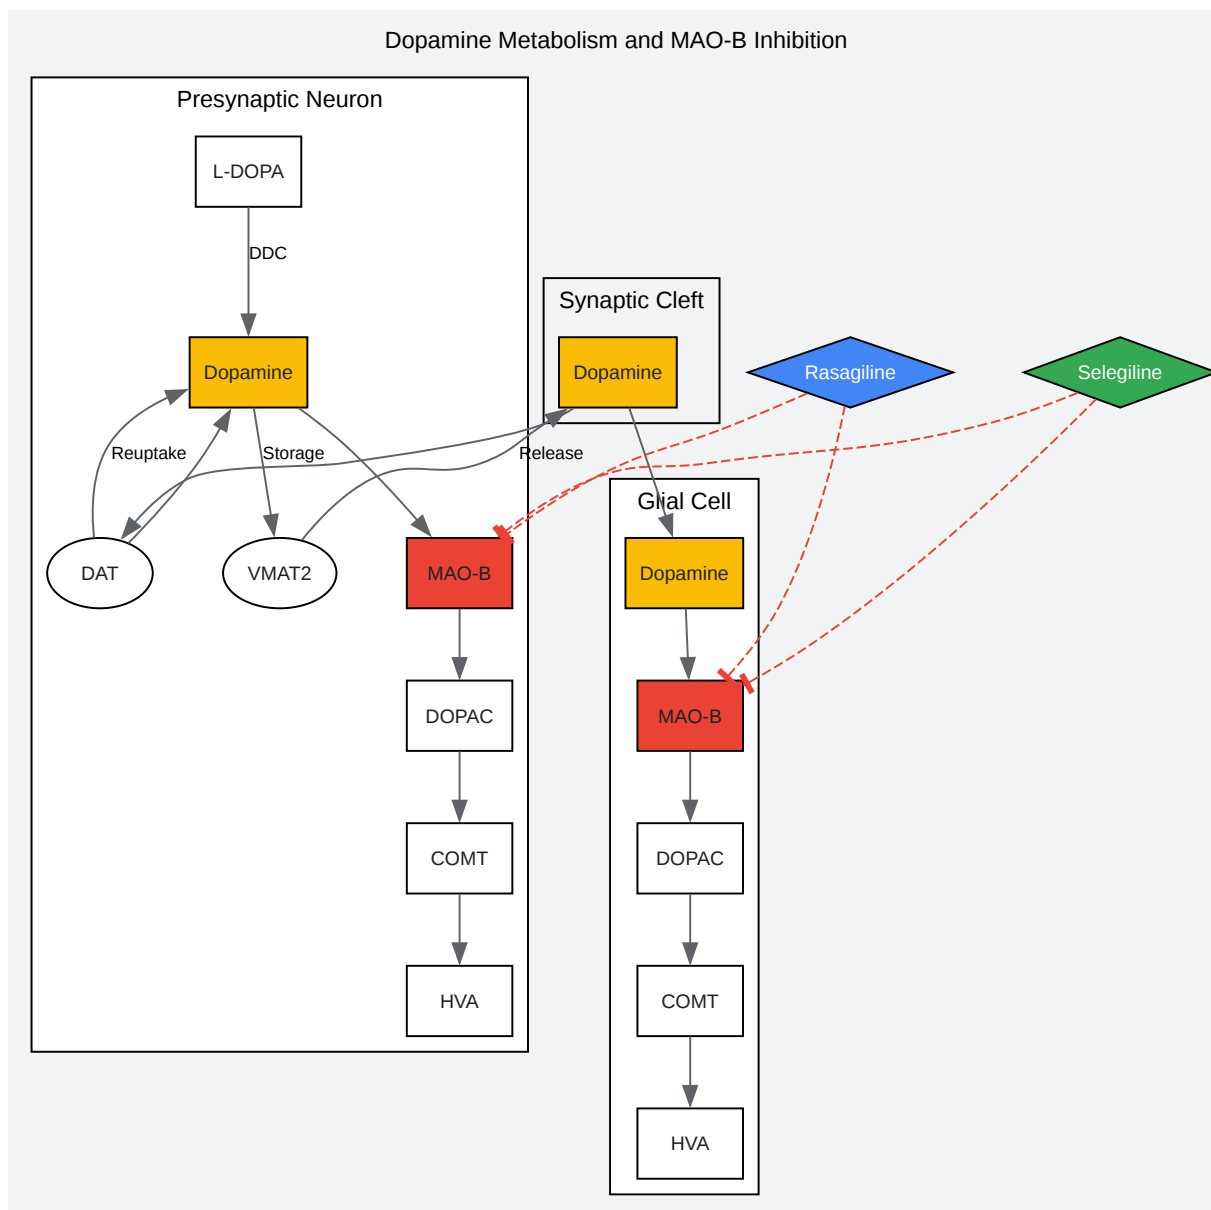 Dopamine Metabolism and MAO-B Inhibition
Presynaptic Neuron
L-DOPA
DDC
Synaptic Cleft
Dopamine
Dopamine
Rasagiline
Selegiline
Reuptake
Storage
Release
Glial Cell
DAT
VMAT2
MAO-B
Dopamine
DOPAC
MAO-B
COMT
DOPAC
HVA
COMT
HVA